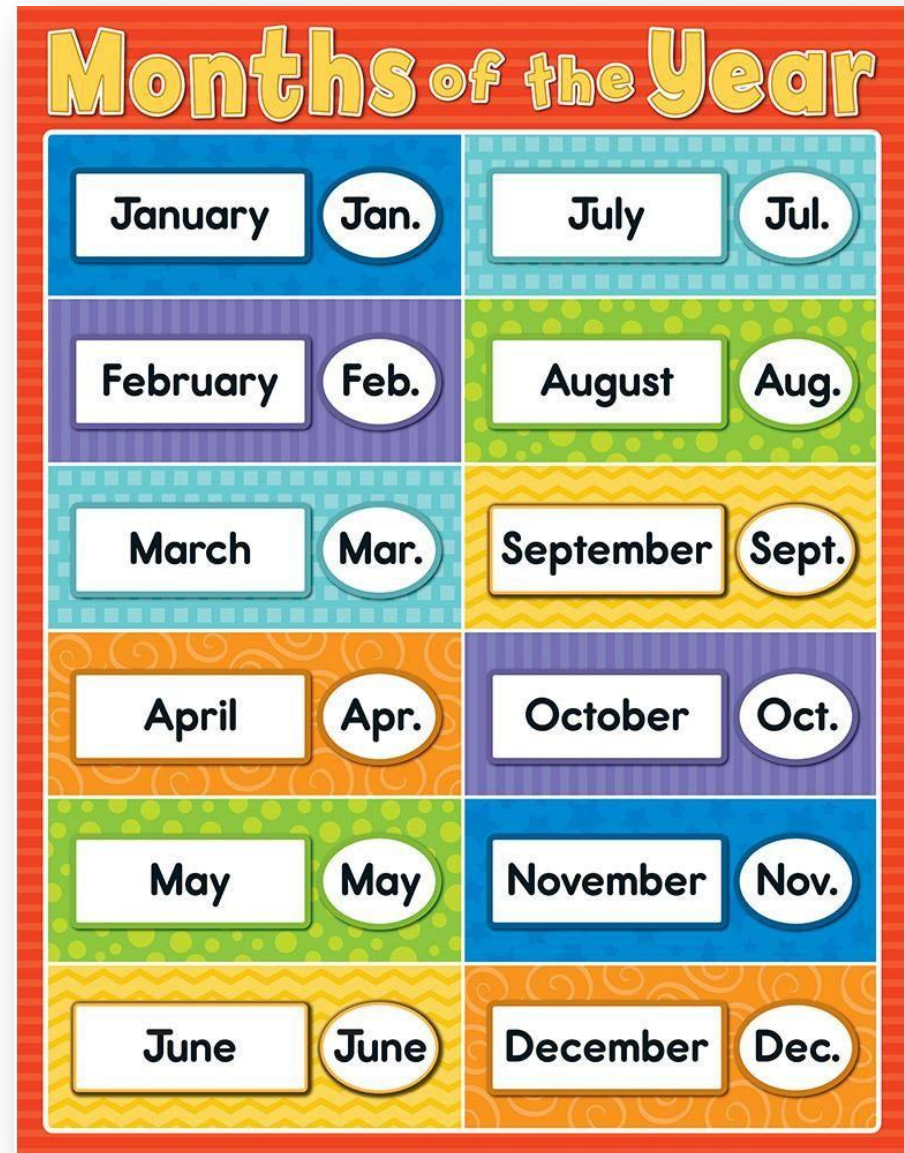 Months of the Year
January Jan.
February Feb.
March Mar.
April Apr.
May May
June June
July Jul.
August Aug.
September Sept.
October Oct.
November Nov.
December Dec.